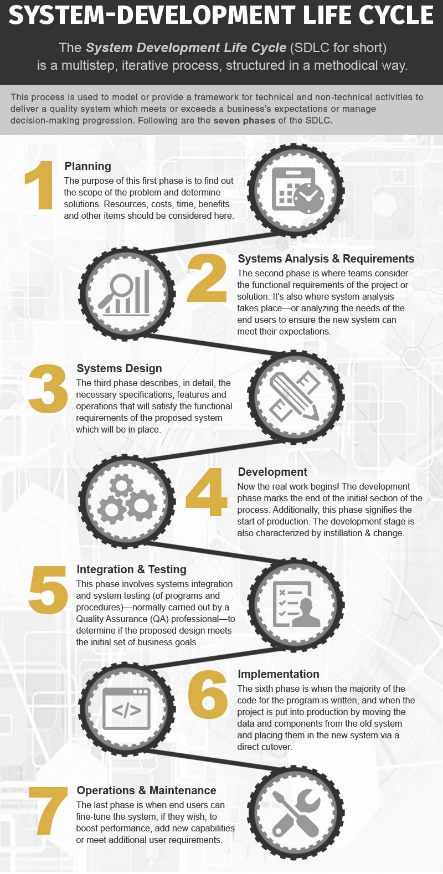 SYSTEM-DEVELOPMENT LIFE CYCLE
The System Development Life Cycle (SDLC for short)
is a multistep, iterative process, structured in a methodical way.
This process is used to model or provide a framework for technical and non-technical activities to
deliver a quality system which meets or exceeds a business's expectations or manage
decision-making progression. Following are the seven phases of the SDLC.
1
Planning
The purpose of this first phase is to find out
the scope of the problem and determine
solutions. Resources, costs, time, benefits
and other items should be considered here.
2
Systems Analysis & Requirements
The second phase is where teams consider
the functional requirements of the project or
solution. It's also where system analysis
takes place—or analyzing the needs of the
end users to ensure the new system can
meet their expectations.
3
Systems Design
The third phase describes, in detail, the
necessary specifications, features and
operations that will satisfy the functional
requirements of the proposed system
which will be in place.
4
Development
Now the real work begins! The development
phase marks the end of the initial section of the
process. Additionally, this phase signifies the
start of production. The development stage is
also characterized by instillation & change.
5
Integration & Testing
This phase involves systems integration
and system testing (of programs and
procedures)—normally carried out by a
Quality Assurance (QA) professional—to
determine if the proposed design meets
the initial set of business goals.
6
Implementation
The sixth phase is when the majority of the
code for the program is written, and when the
project is put into production by moving the
data and components from the old system
and placing them in the new system via a
direct cutover.
</>
7
Operations & Maintenance
The last phase is when end users can
fine-tune the system, if they wish, to
boost performance, add new capabilities
or meet additional user requirements.